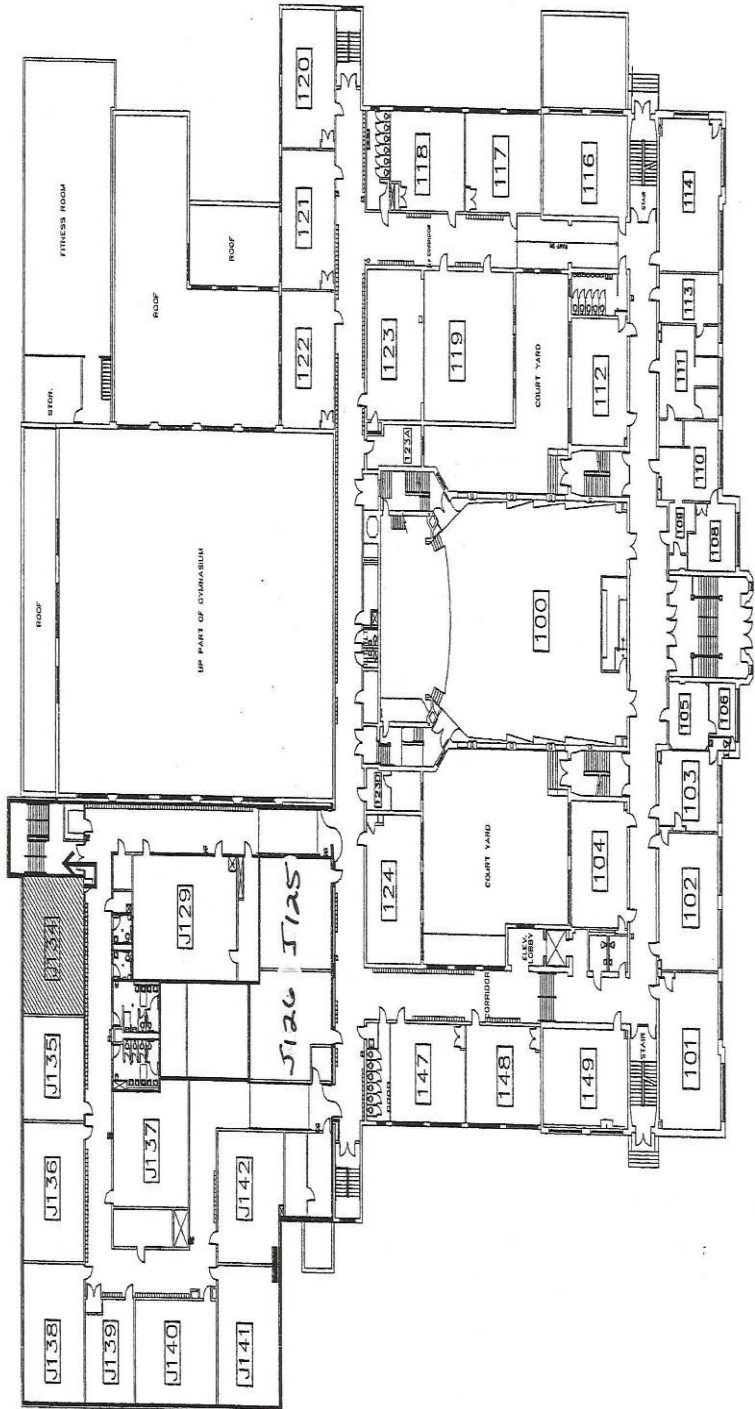 J138
J136
J135
J134
ROOF
STOR.
FITNESS ROOM
J139
J137
J129
UP PART OF GYMNASIUM
ROOF
ROOF
J140
J141
J142
J126
J125
122
121
120
124
123A
123
147
119
118
148
CORRIDOR
ELEV.
LOBBY
COURT YARD
100
COURT YARD
CORRIDOR
117
149
104
112
116
STAIR
STAIR
101
102
103
105
106
109
108
110
111
113
114